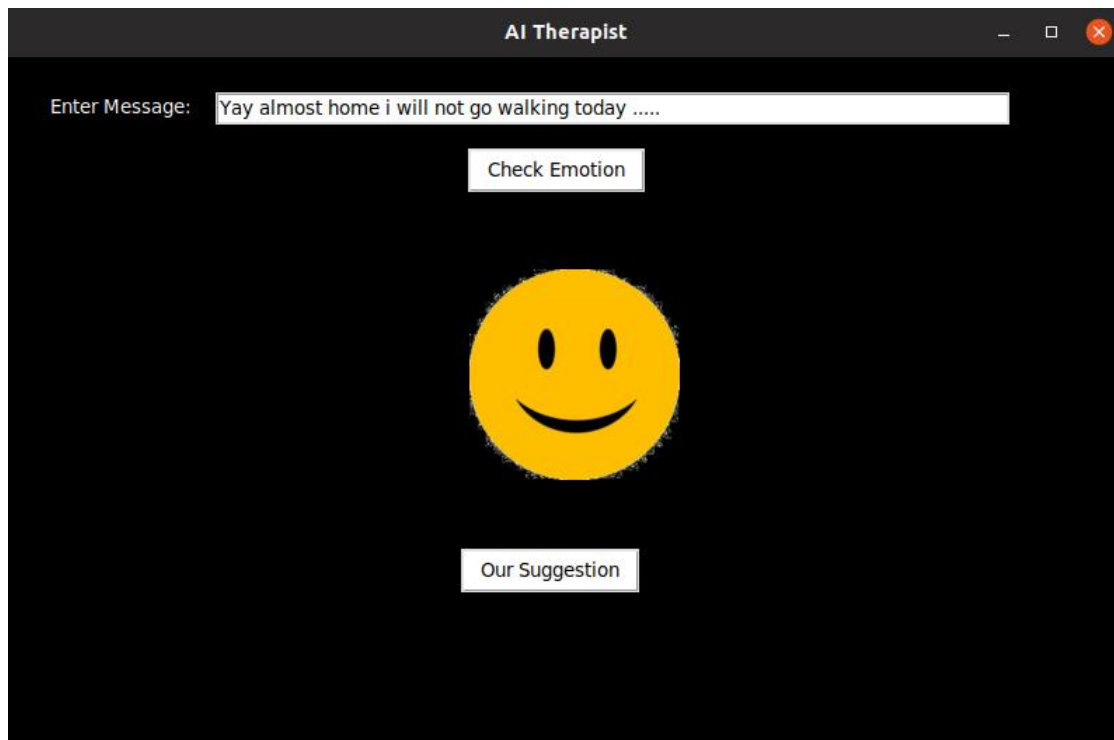 AI Therapist
Enter Message: Yay almost home i will not go walking today .....
Check Emotion
Our Suggestion